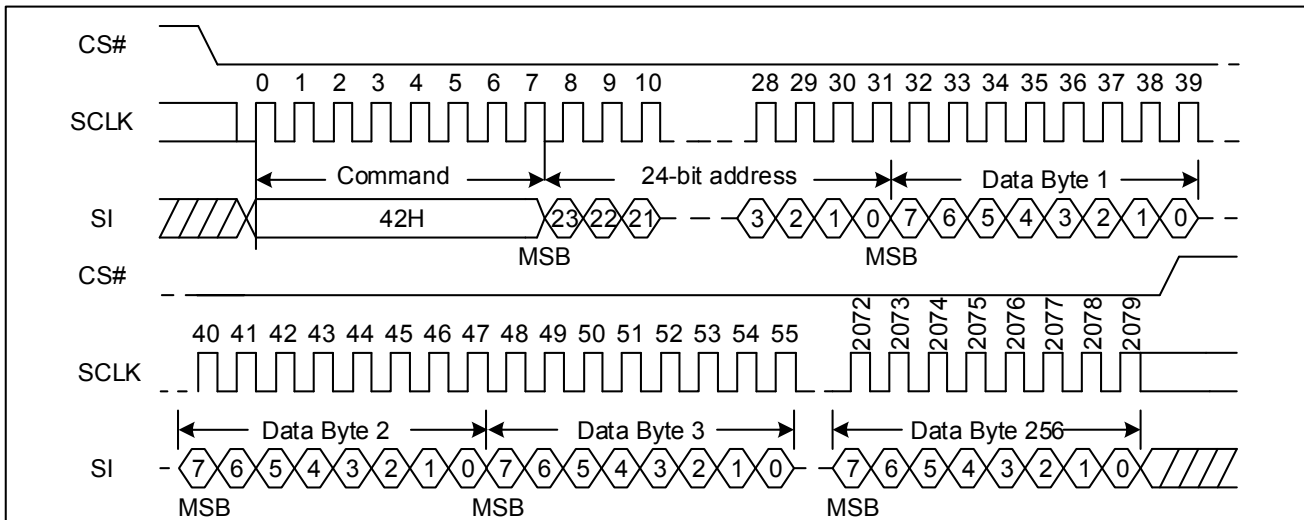 CS#
0 1 2 3 4 5 6 7 8 9 10 28 29 30 31 32 33 34 35 36 37 38 39
SCLK
Command 24-bit address Data Byte 1
SI 42H 23 22 21 3 2 1 0 7 6 5 4 3 2 1 0
MSB MSB
CS#
40 41 42 43 44 45 46 47 48 49 50 51 52 53 54 55 2072 2073 2074 2075 2076 2077 2078 2079
SCLK
Data Byte 2 Data Byte 3 Data Byte 256
SI 7 6 5 4 3 2 1 0 7 6 5 4 3 2 1 0 7 6 5 4 3 2 1 0
MSB MSB MSB